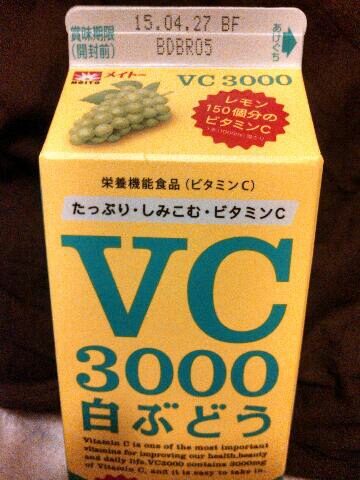 賞味期限
(開封前)
15.04.27 BF
BDBR05
あけぐち
MEITO
メイトー
VC 3000
レモン
150個分の
ビタミンC
栄養機能食品(ビタミンC)
たっぷり・しみこむ・ビタミンC
VC
3000
白ぶどう
Vitamin C is one of the most important
vitamins for improving our health,beauty
and daily life.VC3000 contains 3000mg
of Vitamin C, and it is easy to take in.